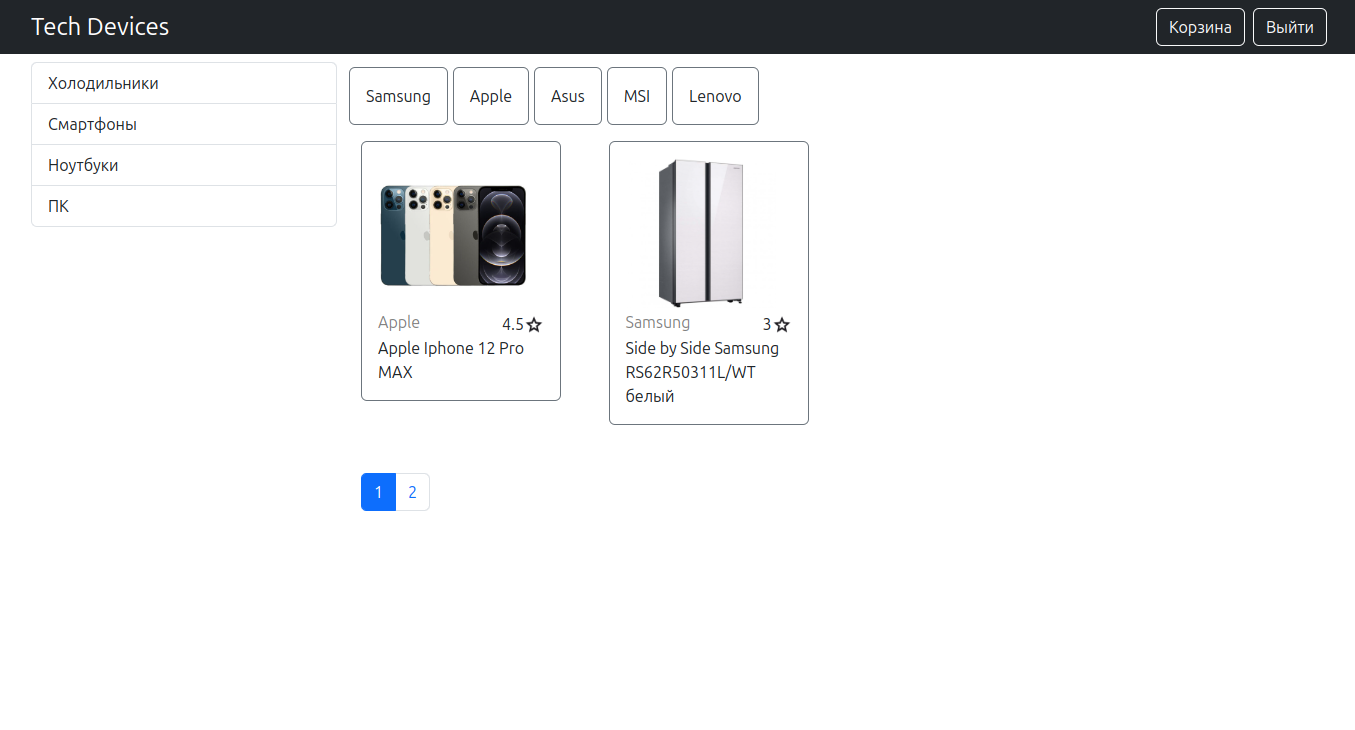 Tech Devices
Корзина
Выйти
Холодильники
Смартфоны
Ноутбуки
ПК
Samsung
Apple
Asus
MSI
Lenovo
Apple
4.5
Apple Iphone 12 Pro
MAX
Samsung
3
Side by Side Samsung
RS62R50311L/WT
белый
1
2